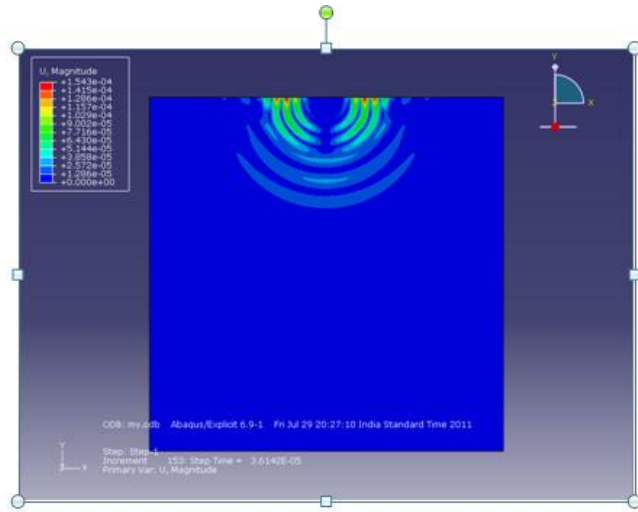 U, Magnitude
+1.543e-04
+1.415e-04
+1.286e-04
+1.157e-04
+1.029e-04
+9.002e-05
+7.716e-05
+6.430e-05
+5.144e-05
+3.858e-05
+2.572e-05
+1.286e-05
+0.000e+00
Y
X
ODB: my.odb Abaqus/Explicit 6.9-1 Fri Jul 29 20:27:10 India Standard Time 2011
Y
X
Step: Step-1
Increment 153: Step Time = 3.6142E-05
Primary Var: U, Magnitude